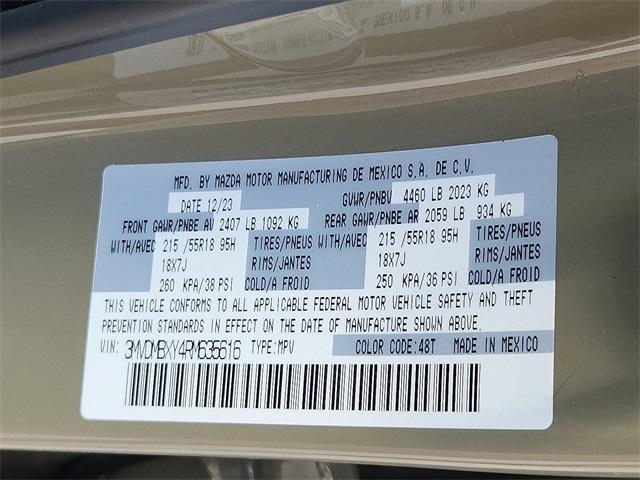 MFD. BY MAZDA MOTOR MANUFACTURING DE MEXICO S.A. DE C.V.
DATE 12/23 GVWR/PNBV 4460 LB 2023 KG
FRONT GAWR/PNBE AV 2407 LB 1092 KG REAR GAWR/PNBE AR 2059 LB 934 KG
WITH/AVEC 215 /55R18 95H TIRES/PNEUS WITH/AVEC 215 /55R18 95H TIRES/PNEUS
18X7J RIMS/JANTES 18X7J RIMS/JANTES
260 KPA/38 PSI COLD/A FROID 250 KPA/36 PSI COLD/A FROID
THIS VEHICLE CONFORMS TO ALL APPLICABLE FEDERAL MOTOR VEHICLE SAFETY AND THEFT
PREVENTION STANDARDS IN EFFECT ON THE DATE OF MANUFACTURE SHOWN ABOVE.
VIN: 3MVDMBXY4RM635616 TYPE:MPV COLOR CODE:48T MADE IN MEXICO